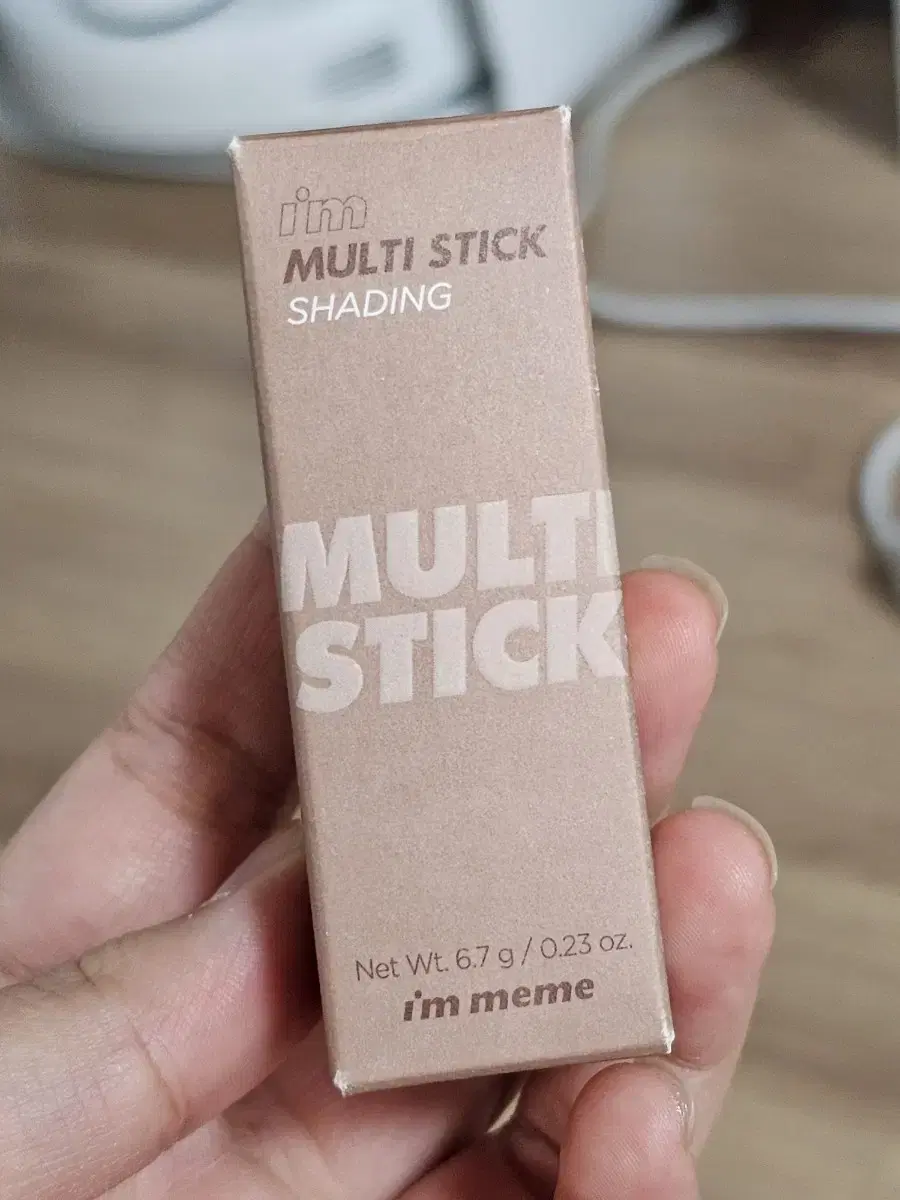 i'm
MULTI STICK
SHADING
MULTI
STICK
Net Wt. 6.7 g / 0.23 oz.
i'm meme